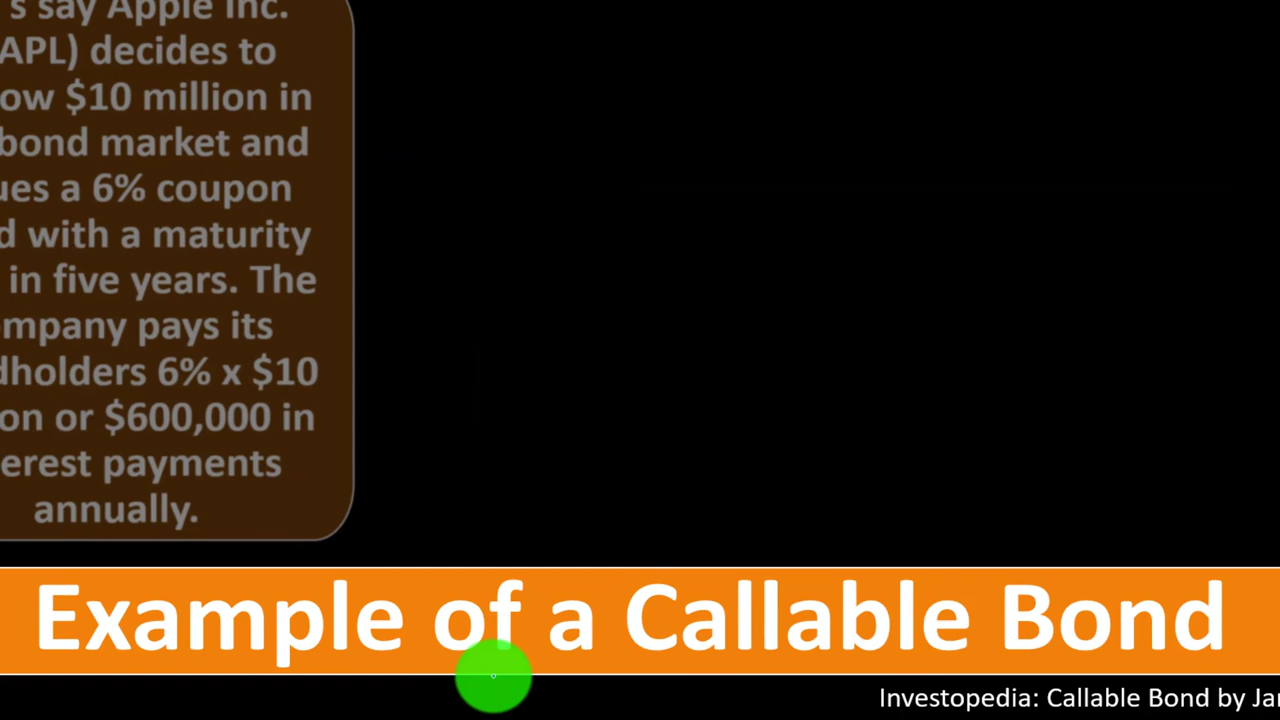 's say Apple Inc.
APL) decides to
ow $10 million in
bond market and
ues a 6% coupon
d with a maturity
in five years. The
ompany pays its
dholders 6% x $10
on or $600,000 in
erest payments
annually.
Example of a Callable Bond
Investopedia: Callable Bond by Jar